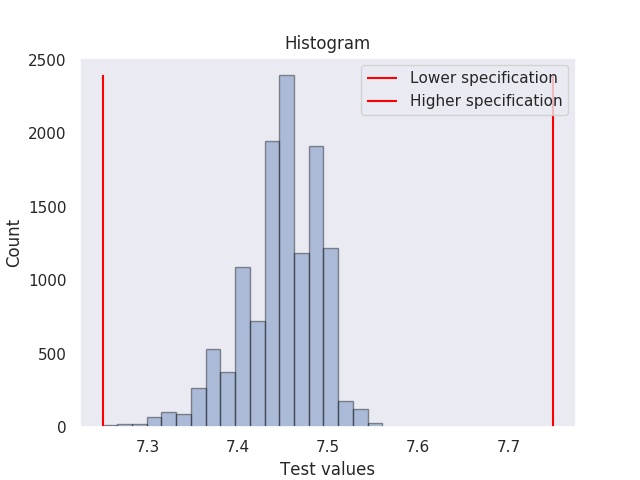 Histogram
2500
2000
1500
1000
500
0
Count
Lower specification
Higher specification
7.3 7.4 7.5 7.6 7.7
Test values